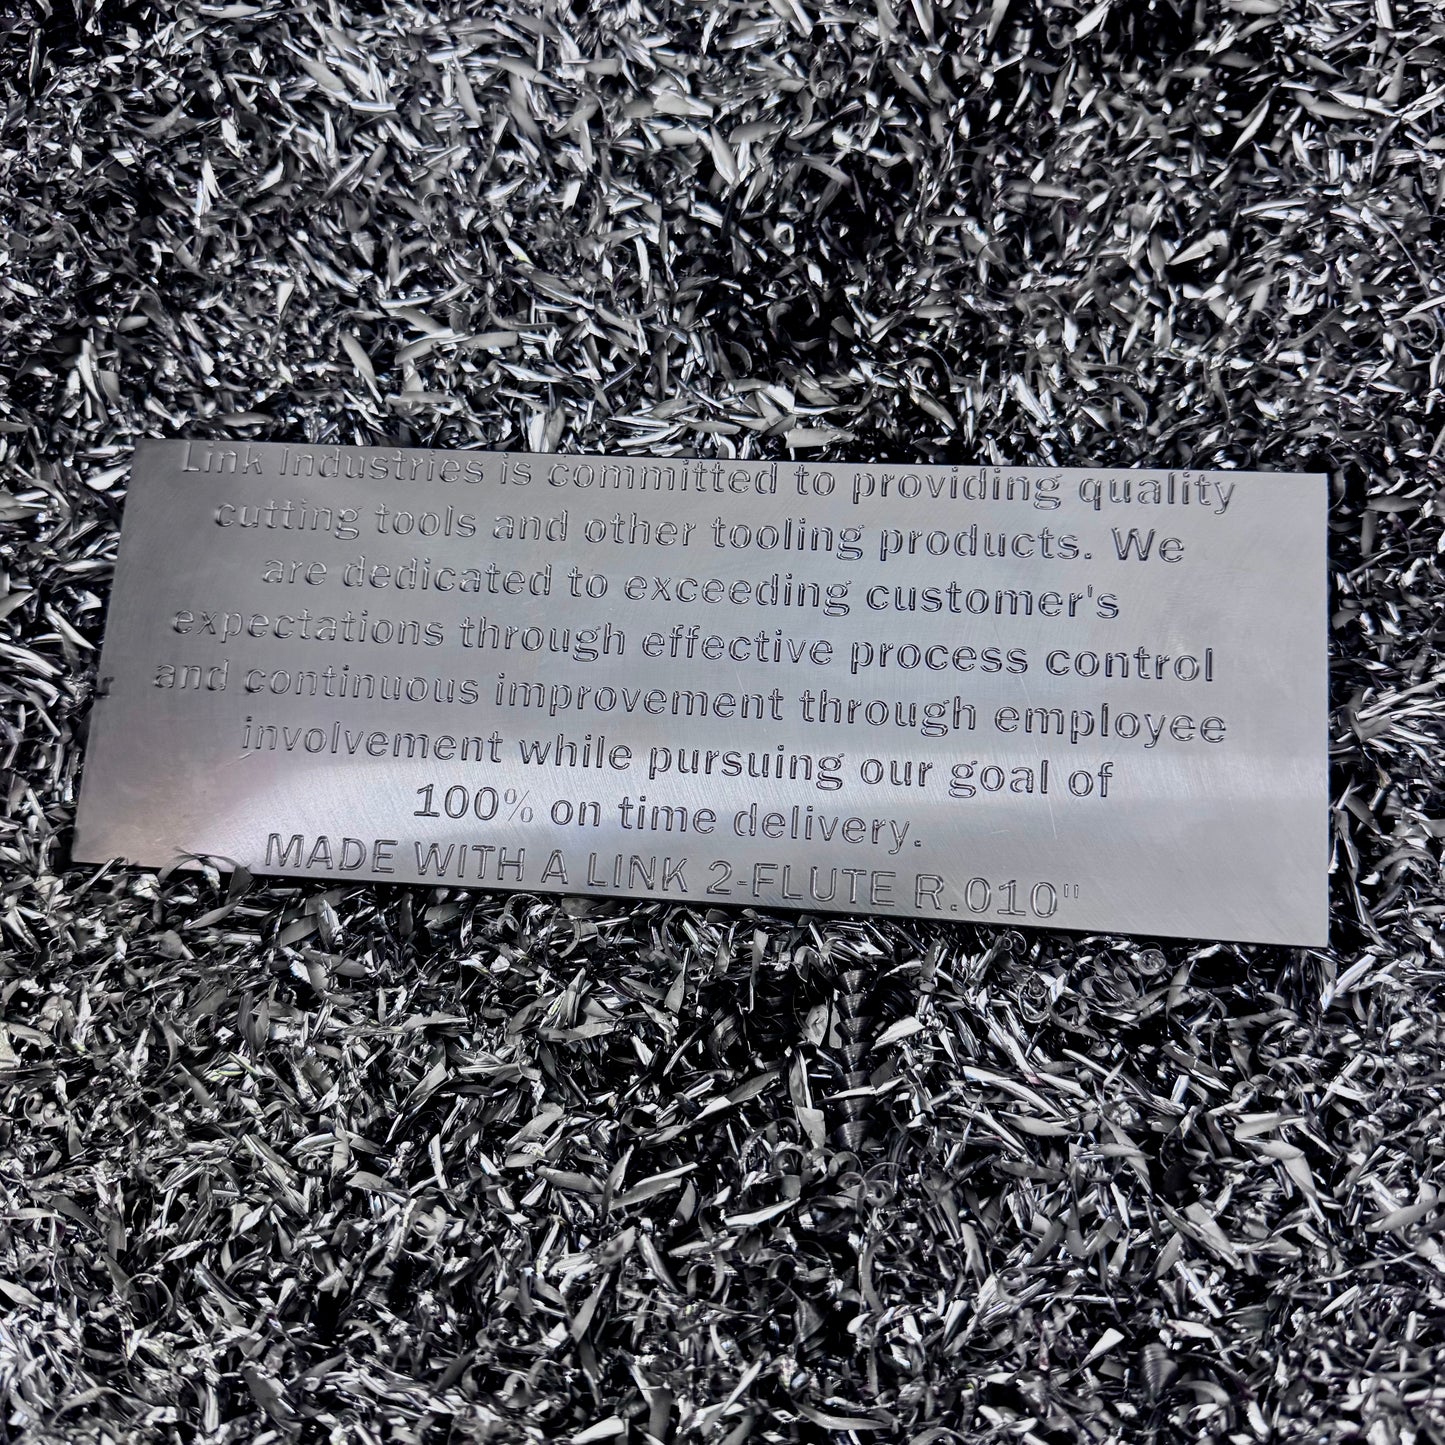 Link Industries is committed to providing quality
cutting tools and other tooling products. We
are dedicated to exceeding customer's
expectations through effective process control
and continuous improvement through employee
involvement while pursuing our goal of
100% on time delivery.
MADE WITH A LINK 2-FLUTE R.010"